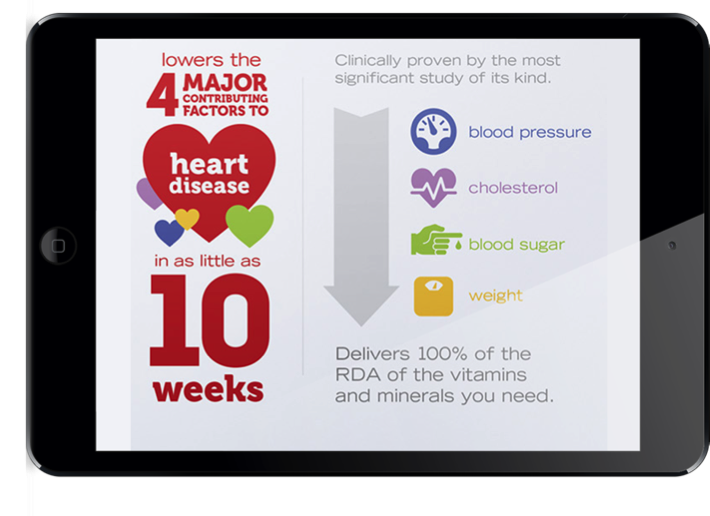 lowers the
4 MAJOR
CONTRIBUTING
FACTORS TO
heart
disease
in as little as
10
weeks
Clinically proven by the most
significant study of its kind.
blood pressure
cholesterol
blood sugar
weight
Delivers 100% of the
RDA of the vitamins
and minerals you need.